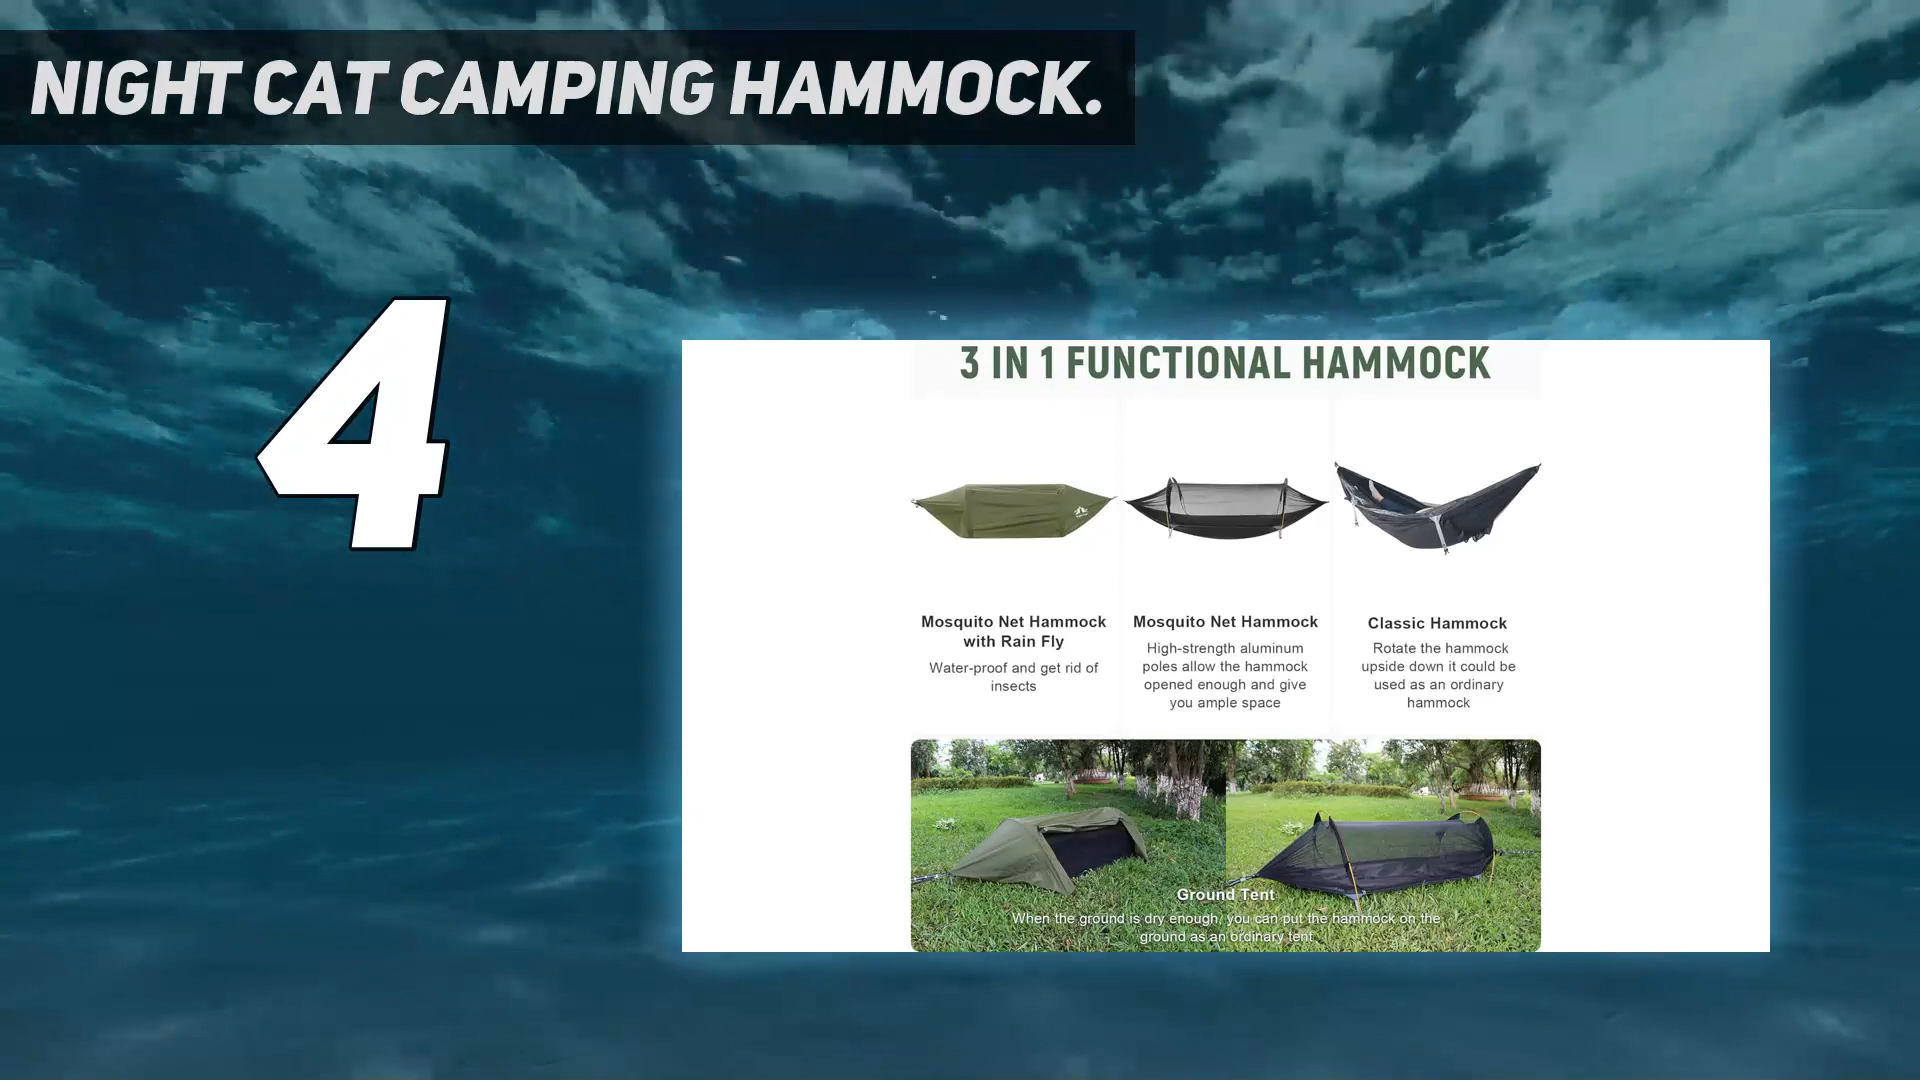 NIGHT CAT CAMPING HAMMOCK.
4
3 IN 1 FUNCTIONAL HAMMOCK
Mosquito Net Hammock
with Rain Fly
Water-proof and get rid of
insects
Mosquito Net Hammock
High-strength aluminum
poles allow the hammock
opened enough and give
you ample space
Classic Hammock
Rotate the hammock
upside down it could be
used as an ordinary
hammock
Ground Tent
When the ground is dry enough, you can put the hammock on the
ground as an ordinary tent